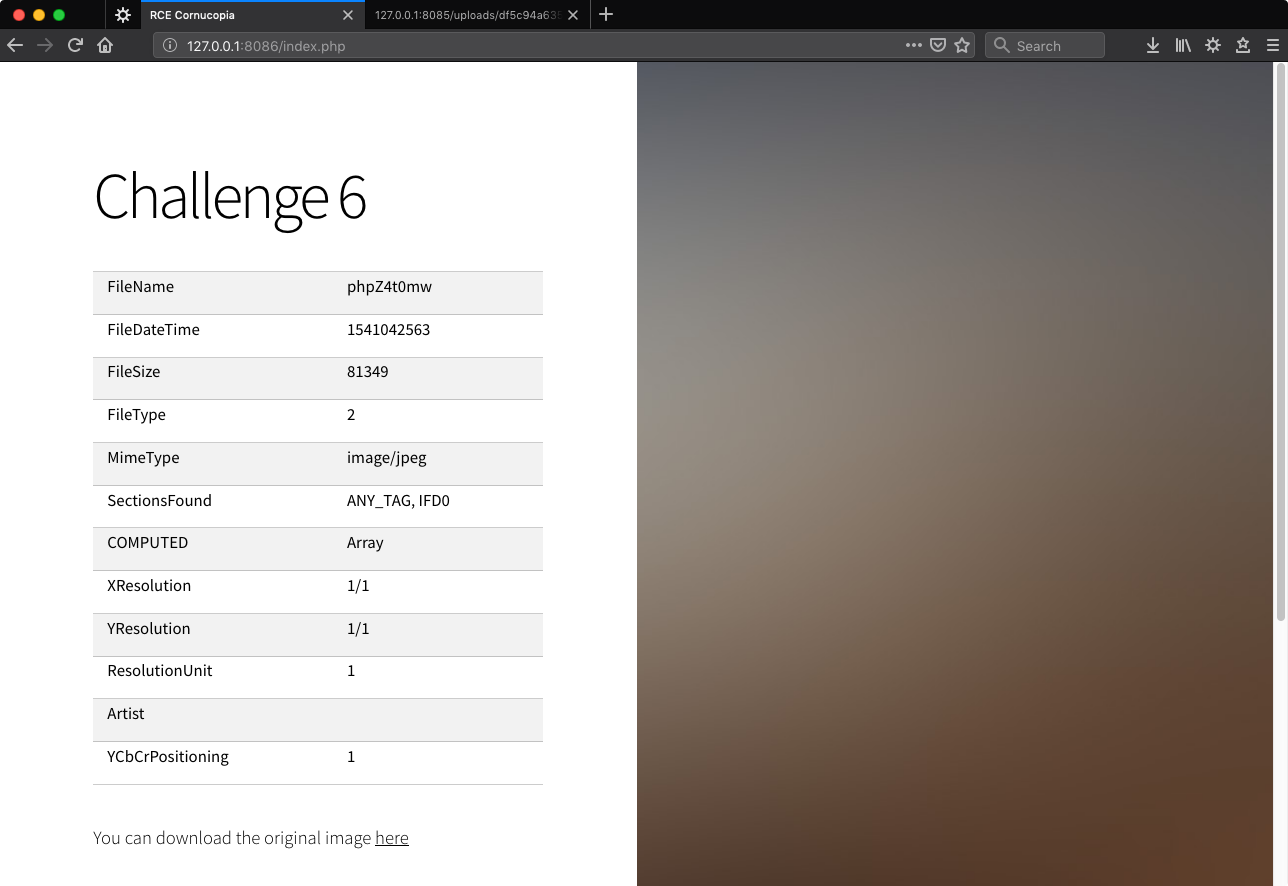 RCE Cornucopia
127.0.0.1:8085/uploads/df5c94a635
127.0.0.1:8086/index.php
Search
Challenge 6
FileName phpZ4t0mw
FileDateTime 1541042563
FileSize 81349
FileType 2
MimeType image/jpeg
SectionsFound ANY_TAG, IFD0
COMPUTED Array
XResolution 1/1
YResolution 1/1
ResolutionUnit 1
Artist
YCbCrPositioning 1
You can download the original image here